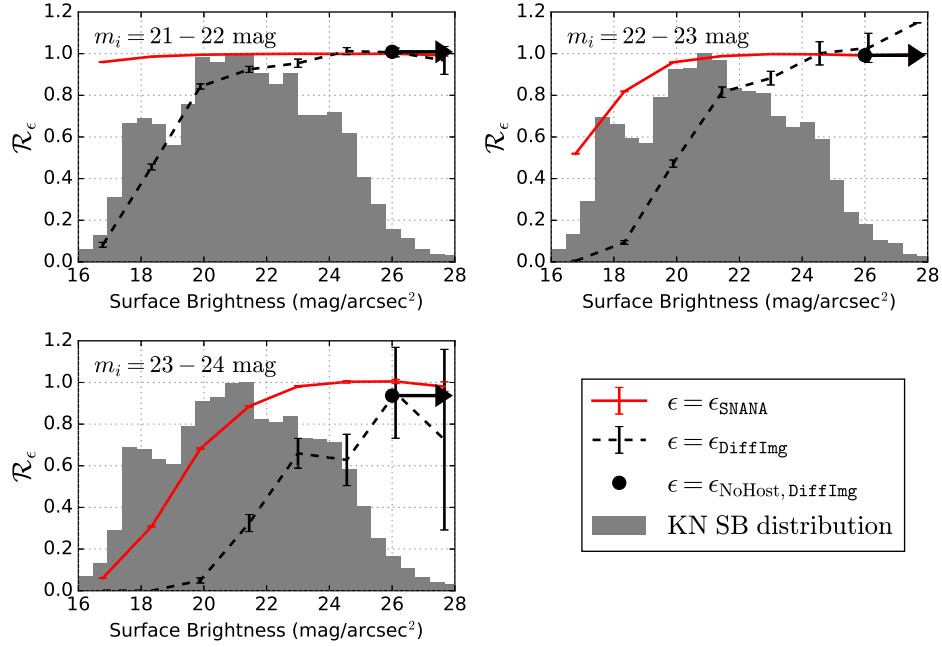 m_i = 21 − 22 mag
1.2
1.0
0.8
0.6
0.4
0.2
0.0
R_ϵ
16 18 20 22 24 26 28
Surface Brightness (mag/arcsec²)
m_i = 22 − 23 mag
1.2
1.0
0.8
0.6
0.4
0.2
0.0
R_ϵ
16 18 20 22 24 26 28
Surface Brightness (mag/arcsec²)
m_i = 23 − 24 mag
1.2
1.0
0.8
0.6
0.4
0.2
0.0
R_ϵ
16 18 20 22 24 26 28
Surface Brightness (mag/arcsec²)
ϵ = ϵ_SNANA
ϵ = ϵ_DiffImg
ϵ = ϵ_NoHost, DiffImg
KN SB distribution